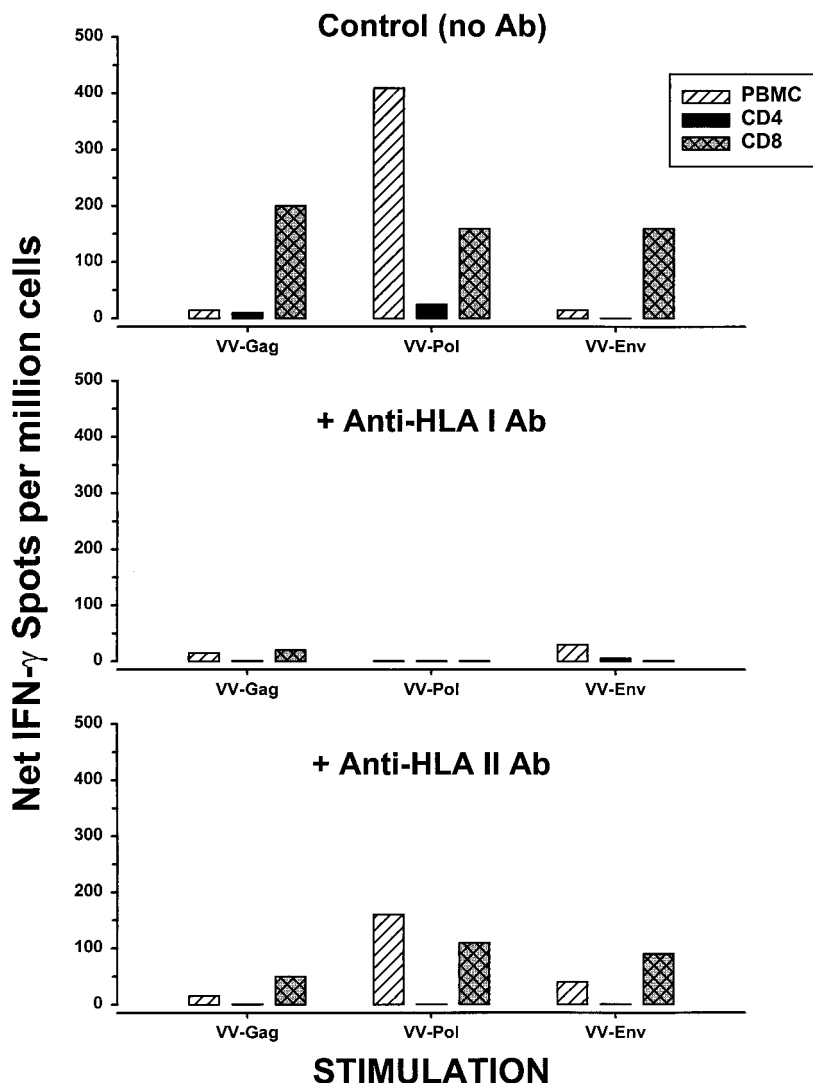 Control (no Ab)
500
400
300
200
100
0
VV-Gag VV-Pol VV-Env
PBMC
CD4
CD8
+ Anti-HLA I Ab
500
400
300
200
100
0
VV-Gag VV-Pol VV-Env
+ Anti-HLA II Ab
500
400
300
200
100
0
VV-Gag VV-Pol VV-Env
Net IFN-γ Spots per million cells
STIMULATION